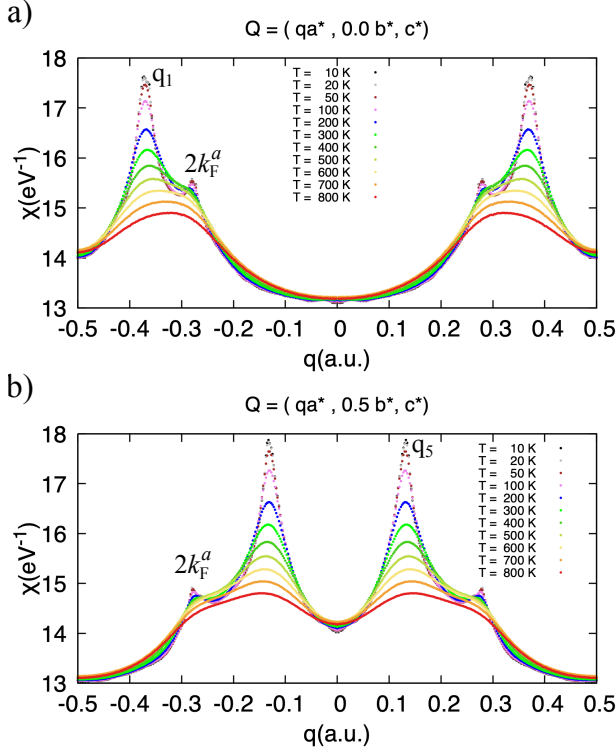 a)
Q = ( qa* , 0.0 b*, c*)
18
17
16
15
14
13
χ(eV⁻¹)
q₁
2k_F^a
T = 10 K
T = 20 K
T = 50 K
T = 100 K
T = 200 K
T = 300 K
T = 400 K
T = 500 K
T = 600 K
T = 700 K
T = 800 K
-0.5 -0.4 -0.3 -0.2 -0.1 0 0.1 0.2 0.3 0.4 0.5
q(a.u.)
b)
Q = ( qa* , 0.5 b*, c*)
18
17
16
15
14
13
χ(eV⁻¹)
2k_F^a
q₅
T = 10 K
T = 20 K
T = 50 K
T = 100 K
T = 200 K
T = 300 K
T = 400 K
T = 500 K
T = 600 K
T = 700 K
T = 800 K
-0.5 -0.4 -0.3 -0.2 -0.1 0 0.1 0.2 0.3 0.4 0.5
q(a.u.)